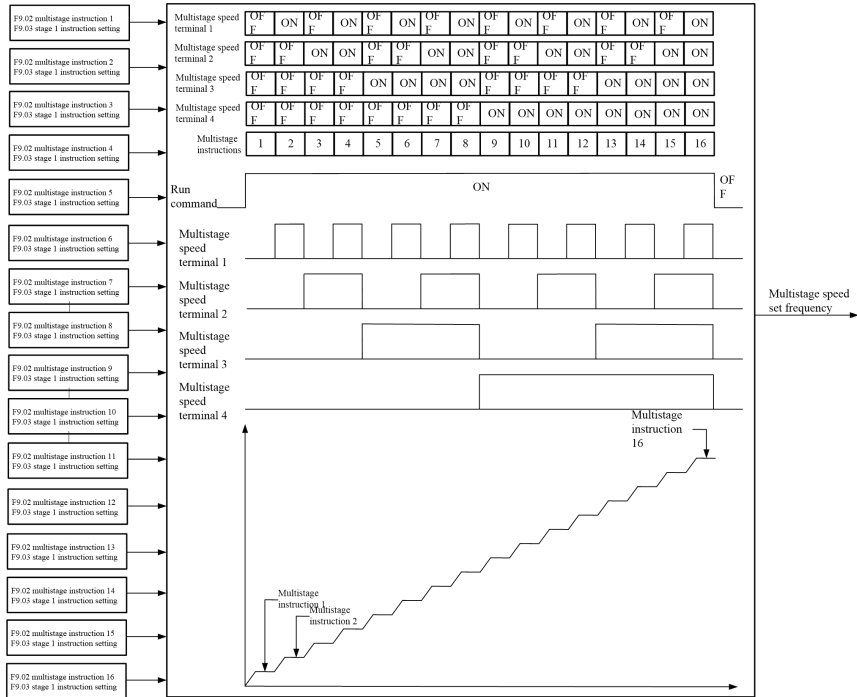 F9.02 multistage instruction 1
F9.03 stage 1 instruction setting
F9.02 multistage instruction 2
F9.03 stage 1 instruction setting
F9.02 multistage instruction 3
F9.03 stage 1 instruction setting
F9.02 multistage instruction 4
F9.03 stage 1 instruction setting
F9.02 multistage instruction 5
F9.03 stage 1 instruction setting
F9.02 multistage instruction 6
F9.03 stage 1 instruction setting
F9.02 multistage instruction 7
F9.03 stage 1 instruction setting
F9.02 multistage instruction 8
F9.03 stage 1 instruction setting
F9.02 multistage instruction 9
F9.03 stage 1 instruction setting
F9.02 multistage instruction 10
F9.03 stage 1 instruction setting
F9.02 multistage instruction 11
F9.03 stage 1 instruction setting
F9.02 multistage instruction 12
F9.03 stage 1 instruction setting
F9.02 multistage instruction 13
F9.03 stage 1 instruction setting
F9.02 multistage instruction 14
F9.03 stage 1 instruction setting
F9.02 multistage instruction 15
F9.03 stage 1 instruction setting
F9.02 multistage instruction 16
F9.03 stage 1 instruction setting
Multistage speed
terminal 1
OFF ON OFF ON OFF ON OFF ON OFF ON OFF ON OFF ON OFF ON
Multistage speed
terminal 2
OFF OFF ON ON OFF OFF ON ON OFF OFF ON ON OFF OFF ON ON
Multistage speed
terminal 3
OFF OFF OFF OFF ON ON ON ON OFF OFF OFF OFF ON ON ON ON
Multistage speed
terminal 4
OFF OFF OFF OFF OFF OFF OFF OFF ON ON ON ON ON ON ON ON
Multistage
instructions
1 2 3 4 5 6 7 8 9 10 11 12 13 14 15 16
Run
command
ON
OF
F
Multistage
speed
terminal 1
Multistage
speed
terminal 2
Multistage
speed
terminal 3
Multistage
speed
terminal 4
Multistage
instruction
16
Multistage
instruction 1
Multistage
instruction 2
Multistage speed
set frequency